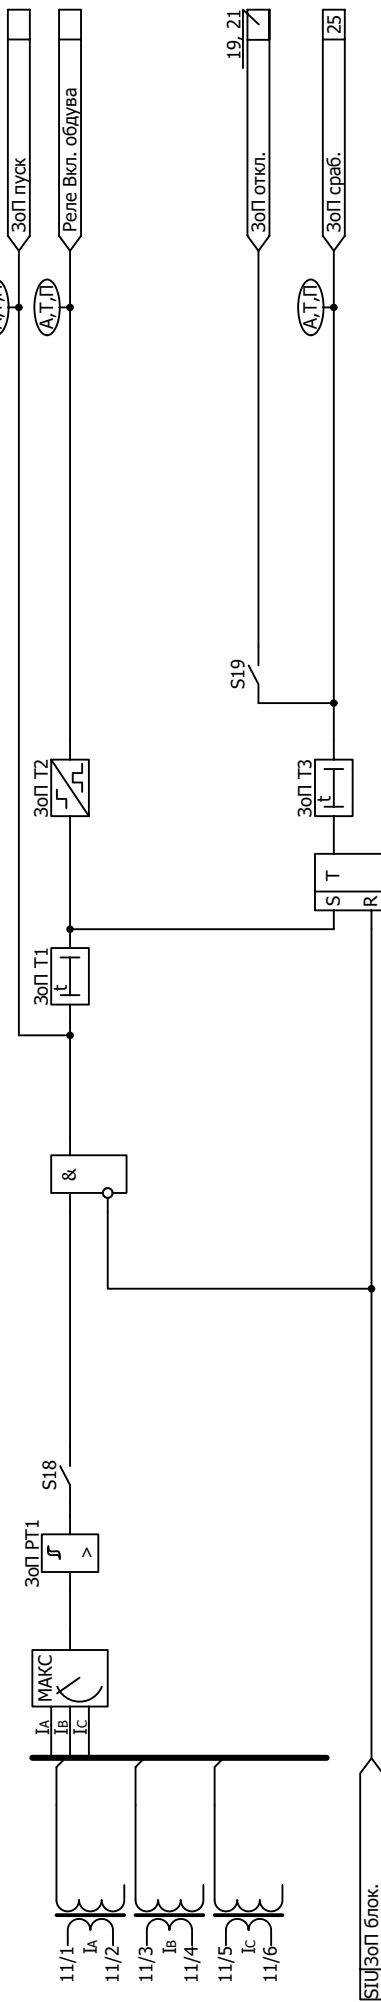 11/1
IA
11/2
11/3
IB
11/4
11/5
IC
11/6
SIU ЗоП блок.
IA
IB
IC
МАКС
ЗоП РТ1
>
S18
&
ЗоП Т1
t
ЗоП Т2
S T
R
ЗоП Т3
t
S19
А,Т,П
А,Т,П
ЗоП пуск
Реле Вкл. обдува
ЗоП откл.
19, 21
ЗоП сраб.
25